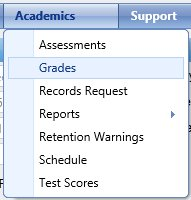 Academics Support
Assessments
Grades
Records Request
Reports
Retention Warnings
Schedule
Test Scores